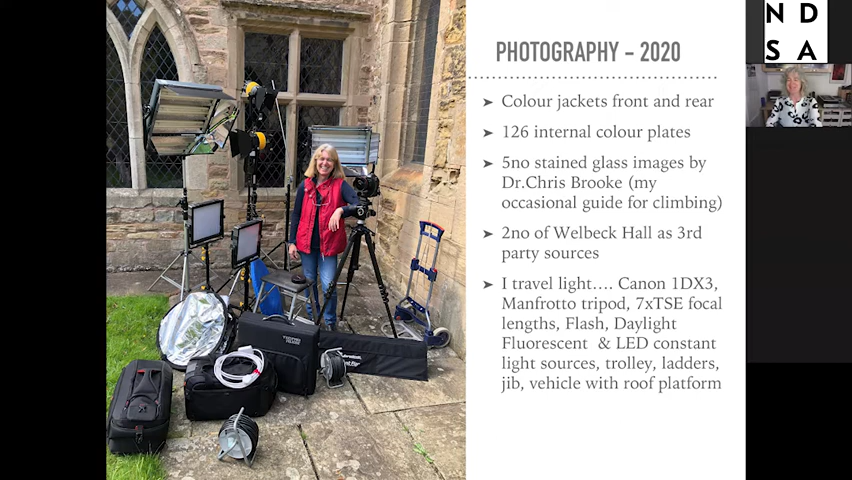 N D
S A
PHOTOGRAPHY – 2020
➤ Colour jackets front and rear
➤ 126 internal colour plates
➤ 5no stained glass images by
Dr.Chris Brooke (my
occasional guide for climbing)
➤ 2no of Welbeck Hall as 3rd
party sources
➤ I travel light…. Canon 1DX3,
Manfrotto tripod, 7xTSE focal
lengths, Flash, Daylight
Fluorescent & LED constant
light sources, trolley, ladders,
jib, vehicle with roof platform